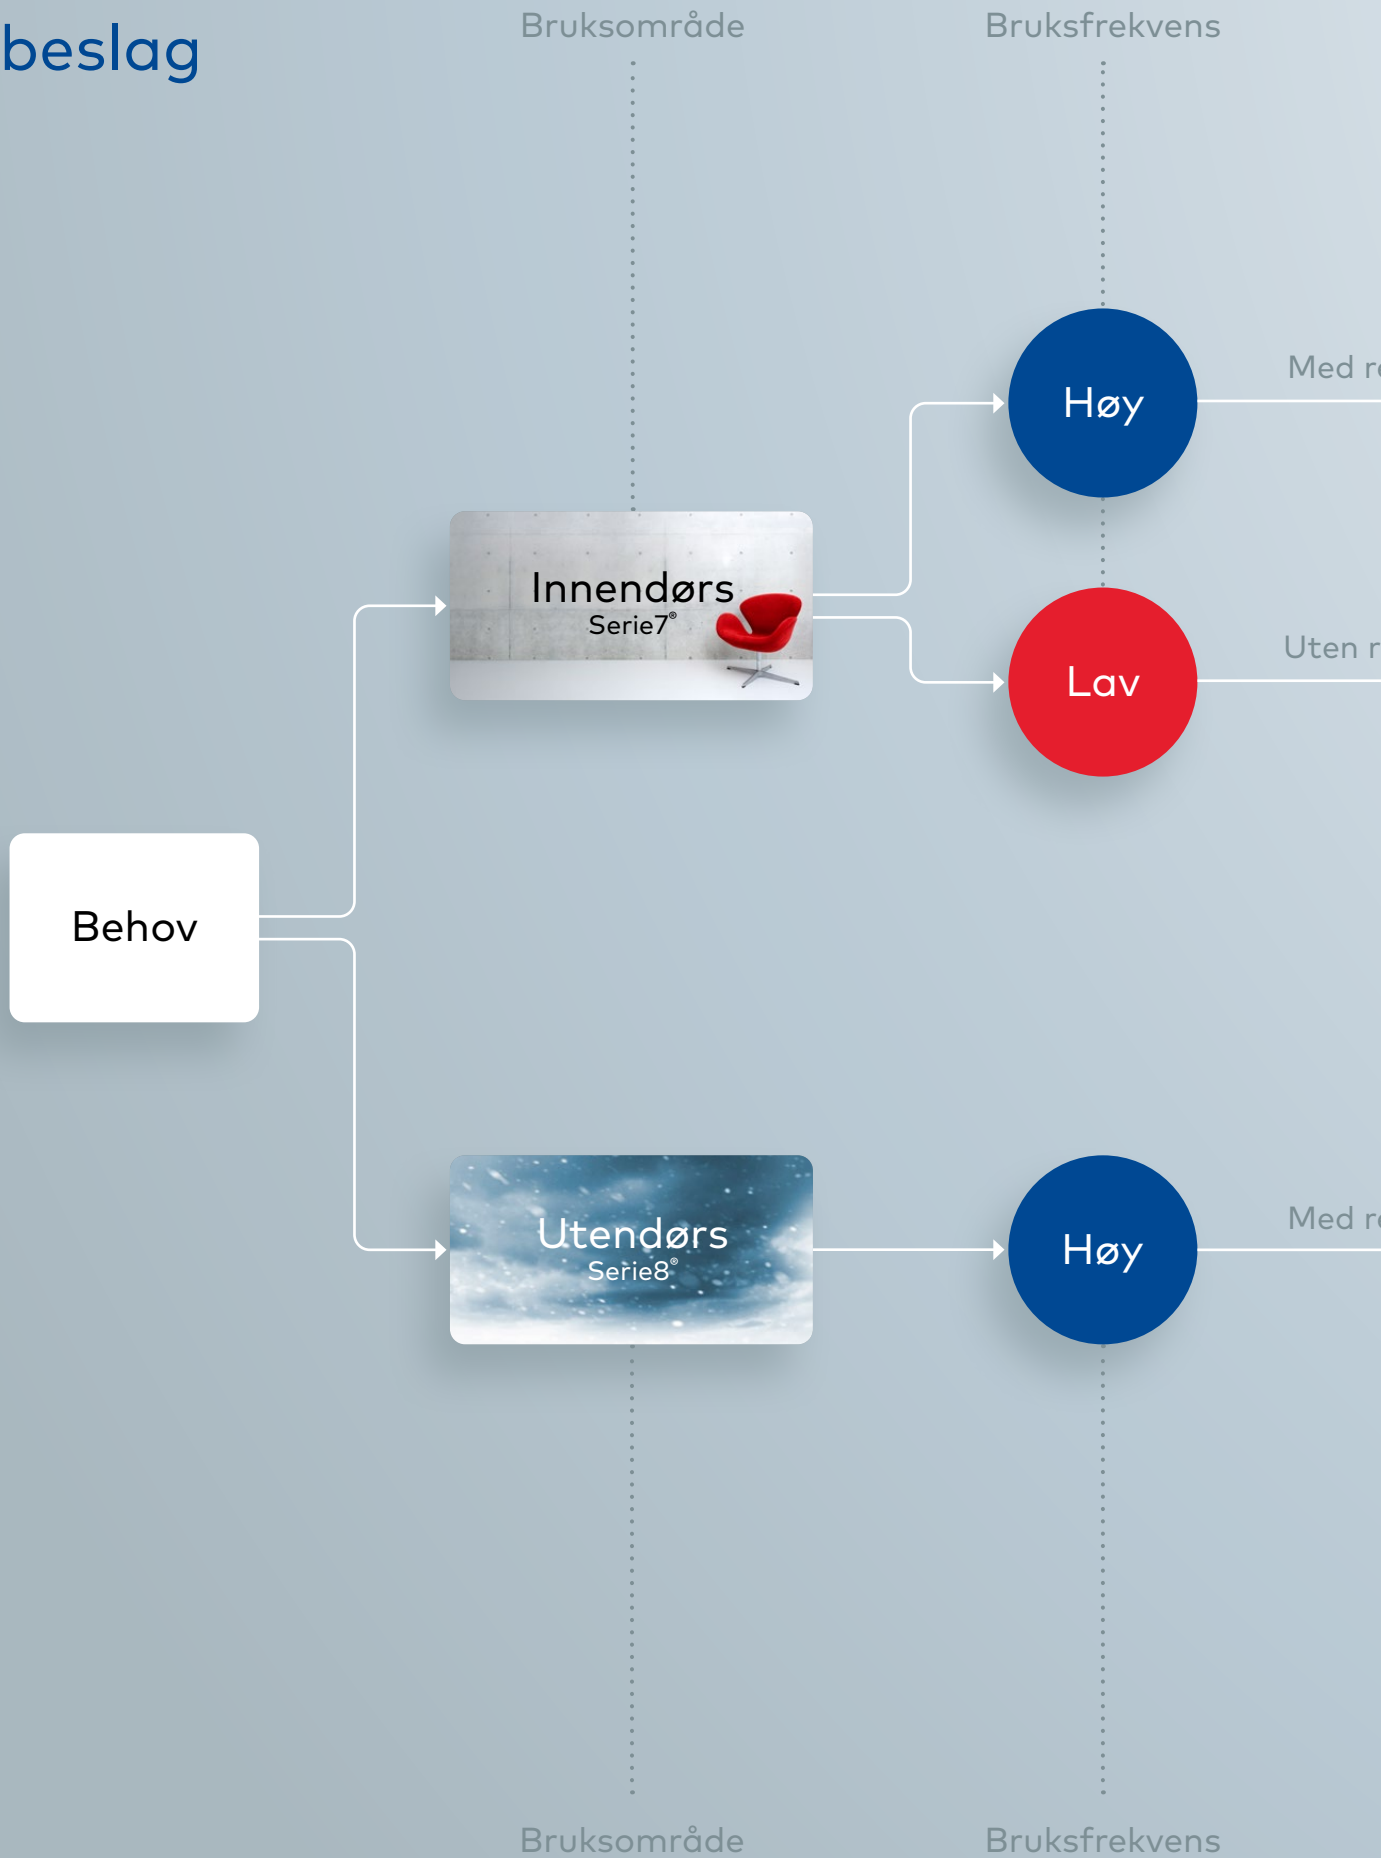 beslag
Bruksområde
Bruksfrekvens
Høy
Med
Innendørs
Serie7®
Lav
Uten
Behov
Utendørs
Serie8®
Høy
Med
Bruksområde
Bruksfrekvens